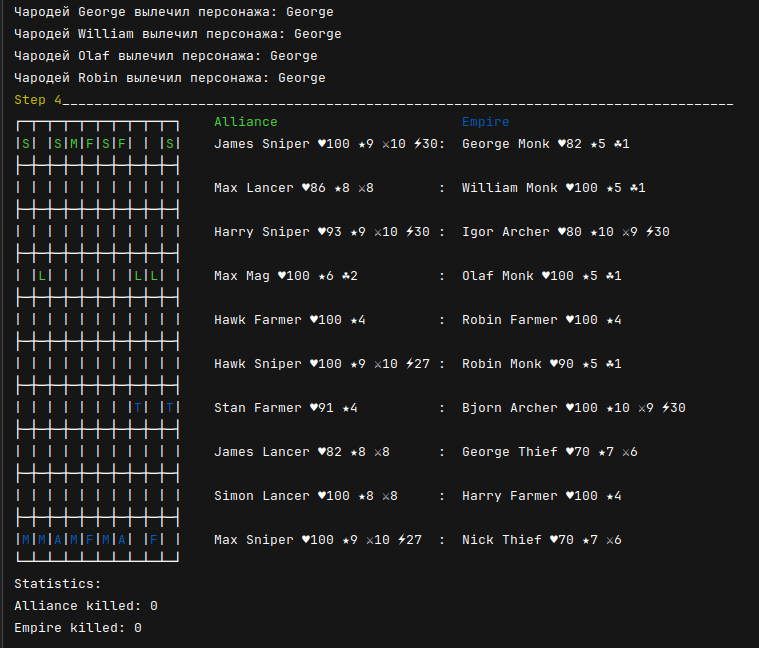 Чародей George вылечил персонажа: George
Чародей William вылечил персонажа: George
Чародей Olaf вылечил персонажа: George
Чародей Robin вылечил персонажа: George
Step 4____________________________________________________________________________________
┌─┬─┬─┬─┬─┬─┬─┬─┬─┬─┐    Alliance                       Empire
|S| |S|M|F|S|F| | |S|    James Sniper ♥100 ★9 ⚔10 ⚡30:  George Monk ♥82 ★5 ☘1
├─┼─┼─┼─┼─┼─┼─┼─┼─┼─┤
| | | | | | | | | | |    Max Lancer ♥86 ★8 ⚔8        :  William Monk ♥100 ★5 ☘1
├─┼─┼─┼─┼─┼─┼─┼─┼─┼─┤
| | | | | | | | | | |    Harry Sniper ♥93 ★9 ⚔10 ⚡30 :  Igor Archer ♥80 ★10 ⚔9 ⚡30
├─┼─┼─┼─┼─┼─┼─┼─┼─┼─┤
| |L| | | | | |L|L| |    Max Mag ♥100 ★6 ☘2          :  Olaf Monk ♥100 ★5 ☘1
├─┼─┼─┼─┼─┼─┼─┼─┼─┼─┤
| | | | | | | | | | |    Hawk Farmer ♥100 ★4         :  Robin Farmer ♥100 ★4
├─┼─┼─┼─┼─┼─┼─┼─┼─┼─┤
| | | | | | | | | | |    Hawk Sniper ♥100 ★9 ⚔10 ⚡27 :  Robin Monk ♥90 ★5 ☘1
├─┼─┼─┼─┼─┼─┼─┼─┼─┼─┤
| | | | | | | |T| |T|    Stan Farmer ♥91 ★4          :  Bjorn Archer ♥100 ★10 ⚔9 ⚡30
├─┼─┼─┼─┼─┼─┼─┼─┼─┼─┤
| | | | | | | | | | |    James Lancer ♥82 ★8 ⚔8      :  George Thief ♥70 ★7 ⚔6
├─┼─┼─┼─┼─┼─┼─┼─┼─┼─┤
| | | | | | | | | | |    Simon Lancer ♥100 ★8 ⚔8     :  Harry Farmer ♥100 ★4
├─┼─┼─┼─┼─┼─┼─┼─┼─┼─┤
|M|M|A|M|F|M|A| |F| |    Max Sniper ♥100 ★9 ⚔10 ⚡27  :  Nick Thief ♥70 ★7 ⚔6
└─┴─┴─┴─┴─┴─┴─┴─┴─┴─┘
Statistics:
Alliance killed: 0
Empire killed: 0